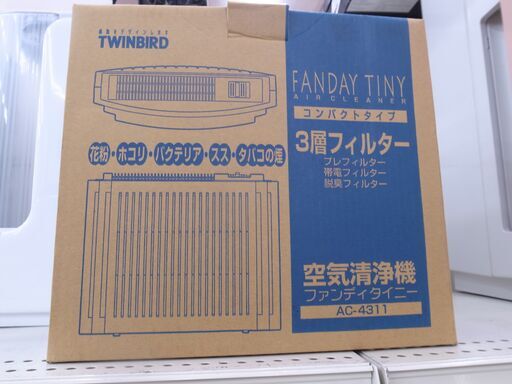 TWINBIRD
FANDAY TINY
AIR CLEANER
コンパクトタイプ
3層フィルター
プレフィルター
帯電フィルター
脱臭フィルター
花粉・ホコリ・バクテリア・スス・タバコの煙
空気清浄機
ファンディタイニー
AC-4311